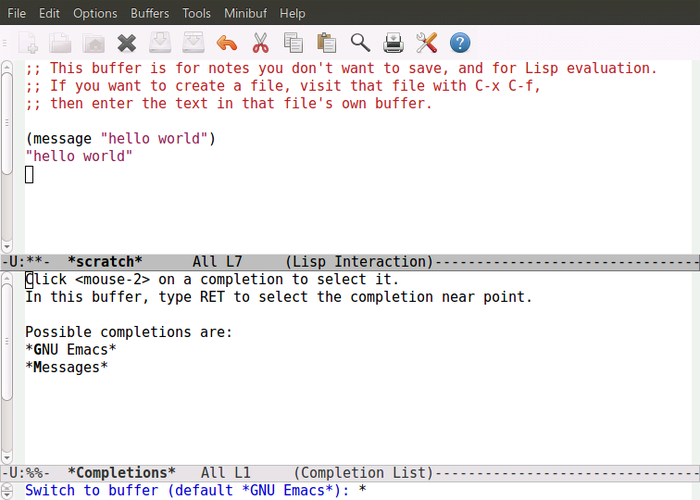 File Edit Options Buffers Tools Minibuf Help
;; This buffer is for notes you don't want to save, and for Lisp evaluation.
;; If you want to create a file, visit that file with C-x C-f,
;; then enter the text in that file's own buffer.
(message "hello world")
"hello world"
-U:**-  *scratch*      All L7     (Lisp Interaction)--------------------------------
Click <mouse-2> on a completion to select it.
In this buffer, type RET to select the completion near point.
Possible completions are:
*GNU Emacs*
*Messages*
-U:%%-  *Completions*   All L1     (Completion List)--------------------------------
Switch to buffer (default *GNU Emacs*): *